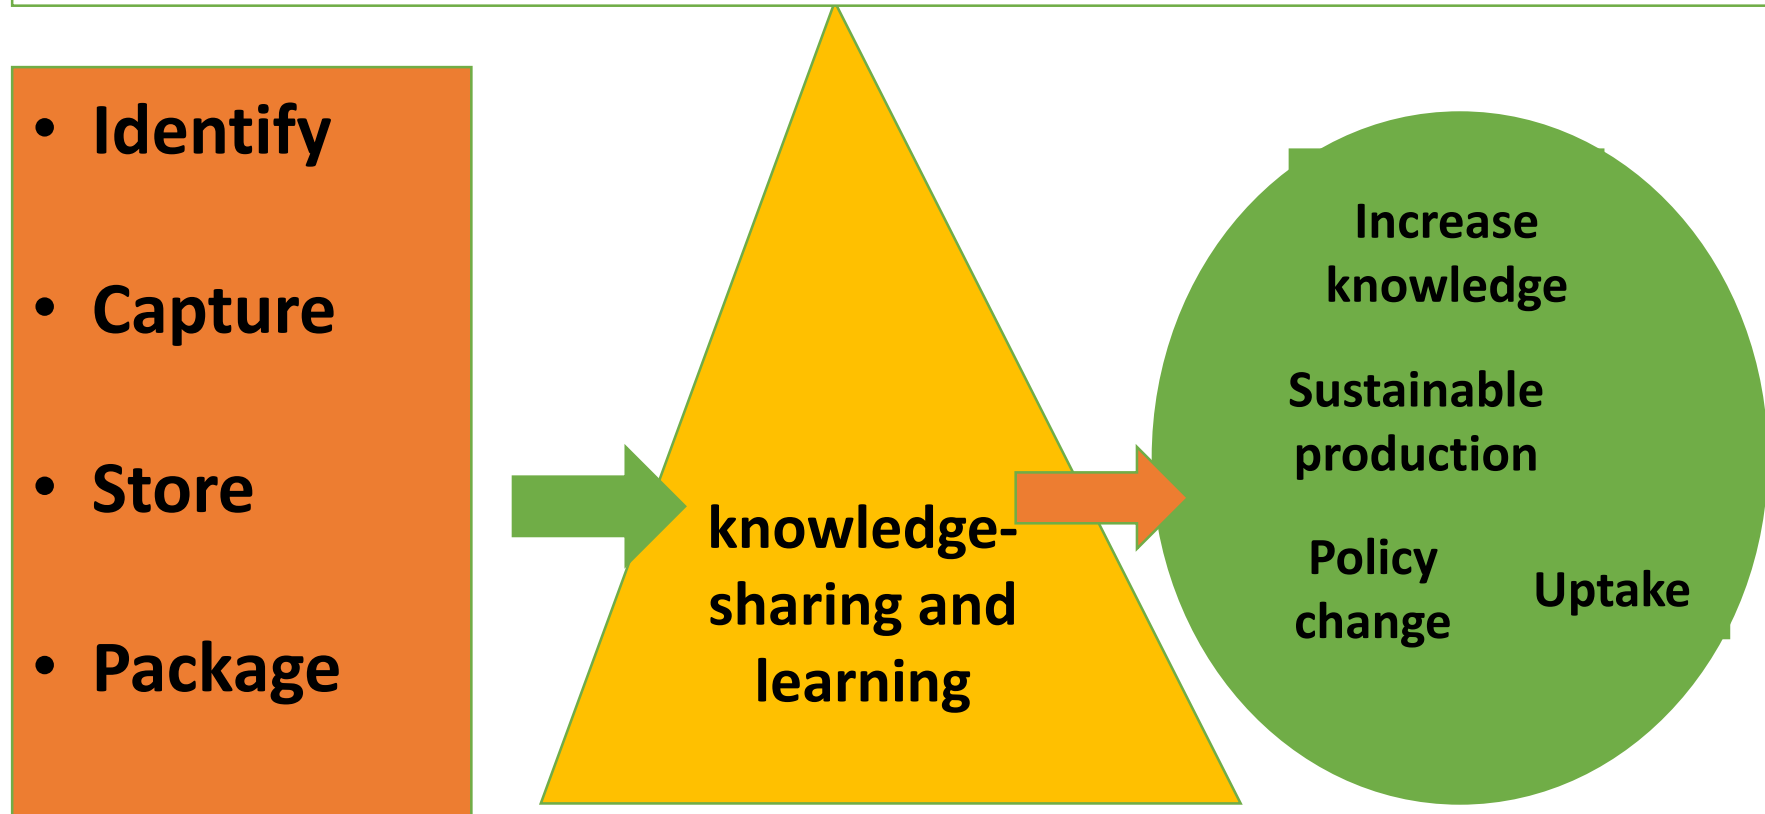 • Identify
• Capture
• Store
• Package
knowledge-
sharing and
learning
Increase
knowledge
Sustainable
production
Policy
change
Uptake